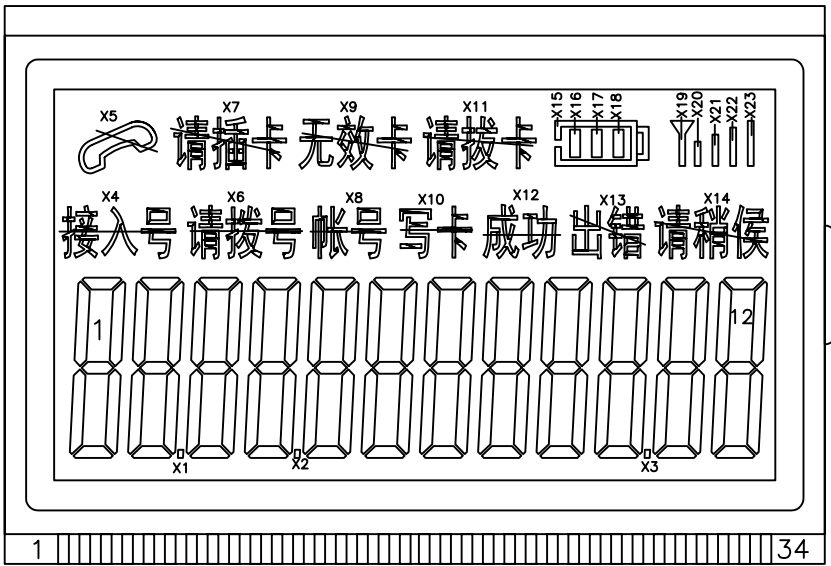 X5 X7 X9 X11 X15 X16 X17 X18 X19 X20 X21 X22 X23
请插卡 无效卡 请拔卡
X4 X6 X8 X10 X12 X13 X14
接入号 请拨号 帐号 写卡 成功 出错 请稍侯
1 12
X1 X2 X3
1 34